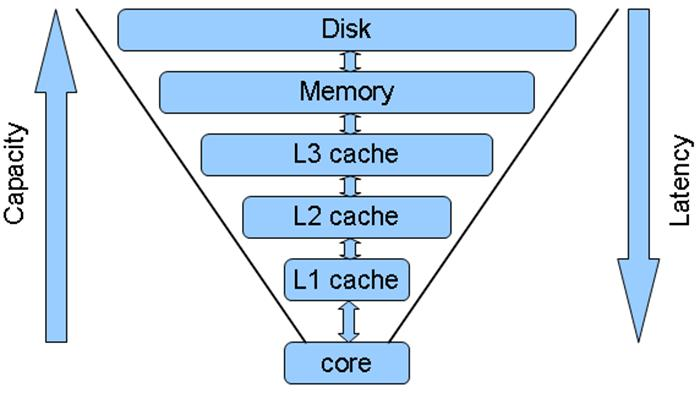 Disk
Memory
L3 cache
L2 cache
L1 cache
core
Capacity
Latency